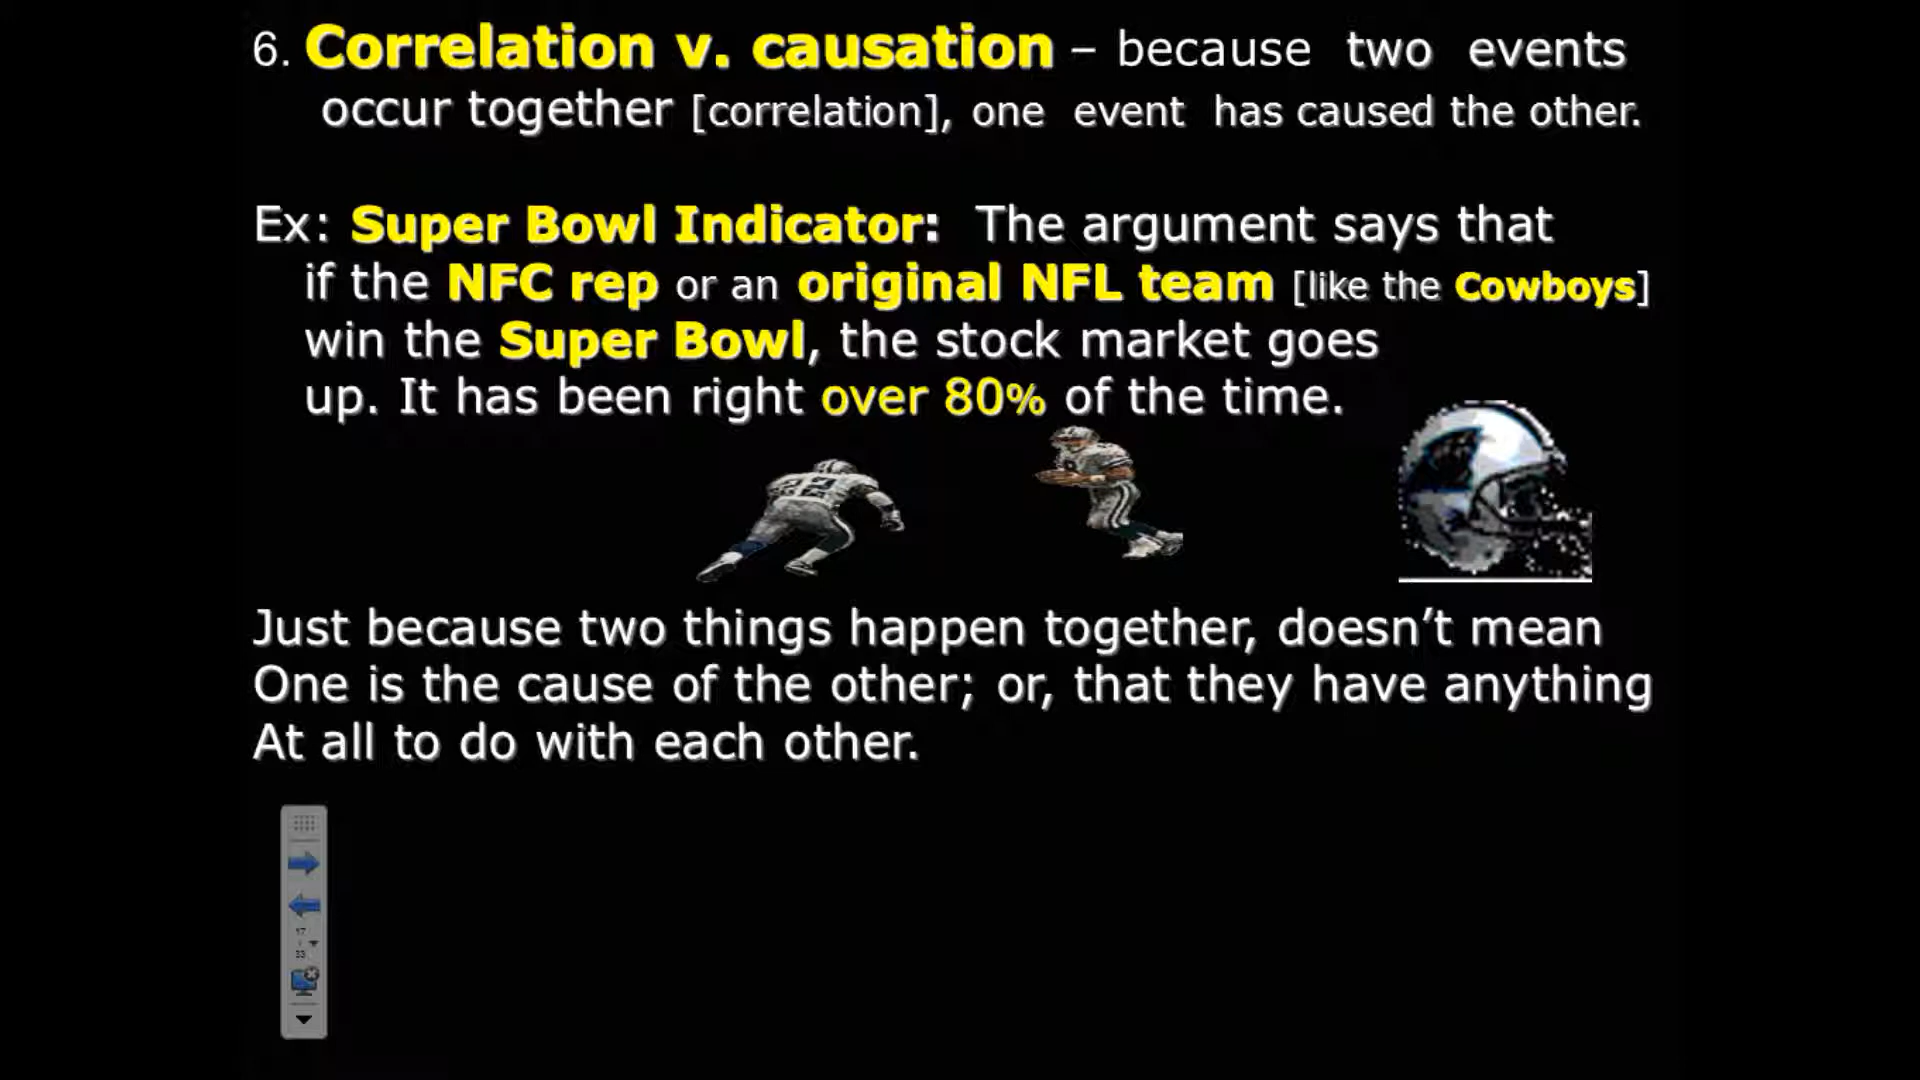 6. Correlation v. causation – because two events
occur together [correlation], one event has caused the other.
Ex: Super Bowl Indicator: The argument says that
if the NFC rep or an original NFL team [like the Cowboys]
win the Super Bowl, the stock market goes
up. It has been right over 80% of the time.
22
Just because two things happen together, doesn’t mean
One is the cause of the other; or, that they have anything
At all to do with each other.
17
/
33